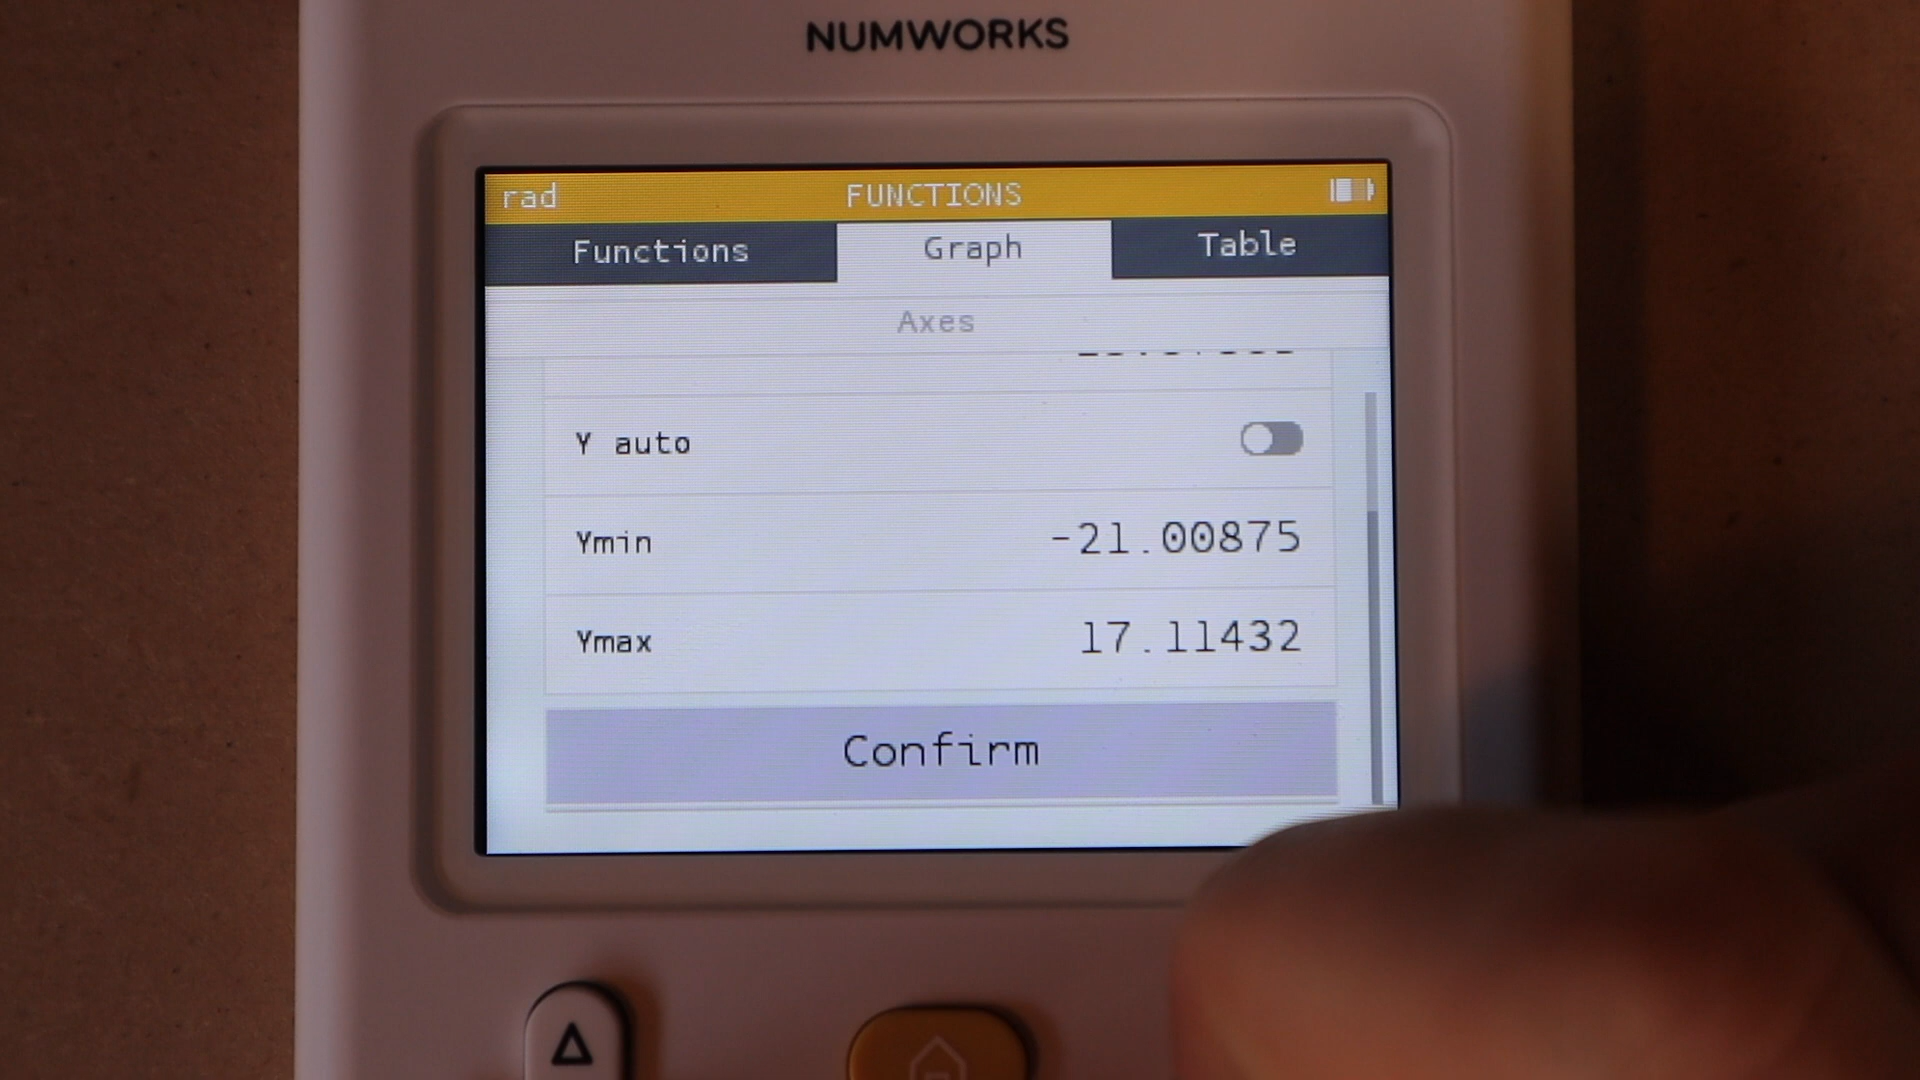 NUMWORKS
rad FUNCTIONS
Functions Graph Table
Axes
Y auto
Ymin -21.00875
Ymax 17.11432
Confirm